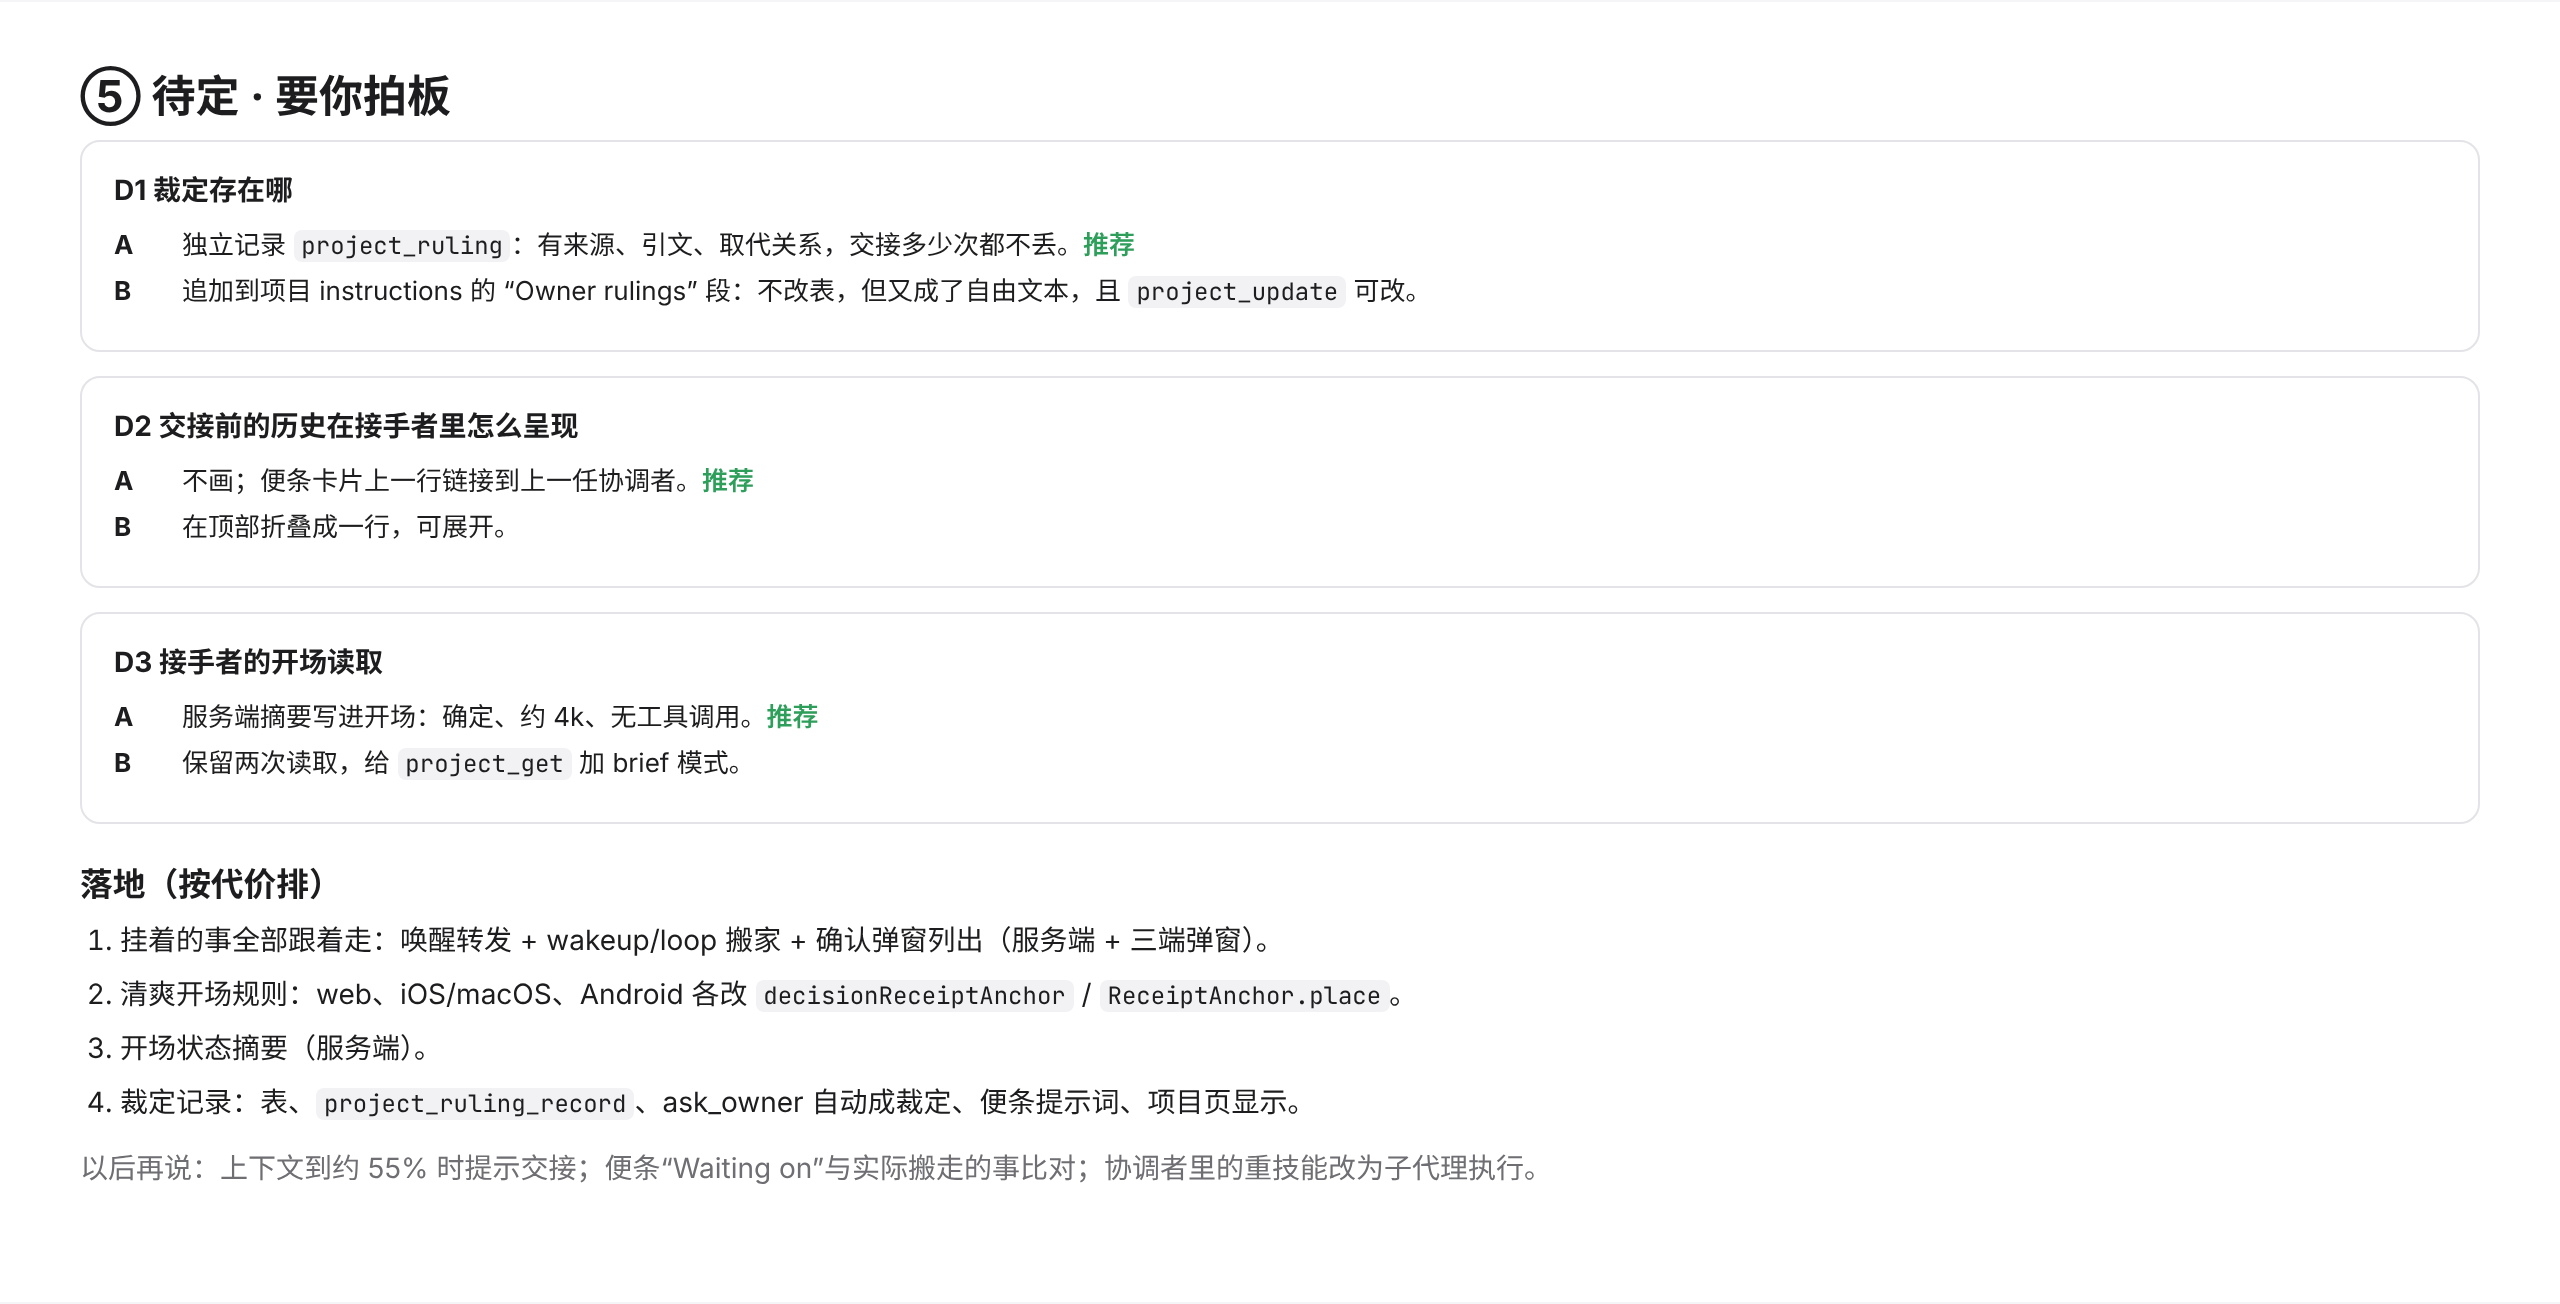 ⑤ 待定 · 要你拍板
D1 裁定存在哪
A 独立记录 project_ruling：有来源、引文、取代关系，交接多少次都不丢。推荐
B 追加到项目 instructions 的 “Owner rulings” 段：不改表，但又成了自由文本，且 project_update 可改。
D2 交接前的历史在接手者里怎么呈现
A 不画；便条卡片上一行链接到上一任协调者。推荐
B 在顶部折叠成一行，可展开。
D3 接手者的开场读取
A 服务端摘要写进开场：确定、约 4k、无工具调用。推荐
B 保留两次读取，给 project_get 加 brief 模式。
落地（按代价排）
1. 挂着的事全部跟着走：唤醒转发 + wakeup/loop 搬家 + 确认弹窗列出（服务端 + 三端弹窗）。
2. 清爽开场规则：web、iOS/macOS、Android 各改 decisionReceiptAnchor / ReceiptAnchor.place。
3. 开场状态摘要（服务端）。
4. 裁定记录：表、project_ruling_record、ask_owner 自动成裁定、便条提示词、项目页显示。
以后再说：上下文到约 55% 时提示交接；便条“Waiting on”与实际搬走的事比对；协调者里的重技能改为子代理执行。